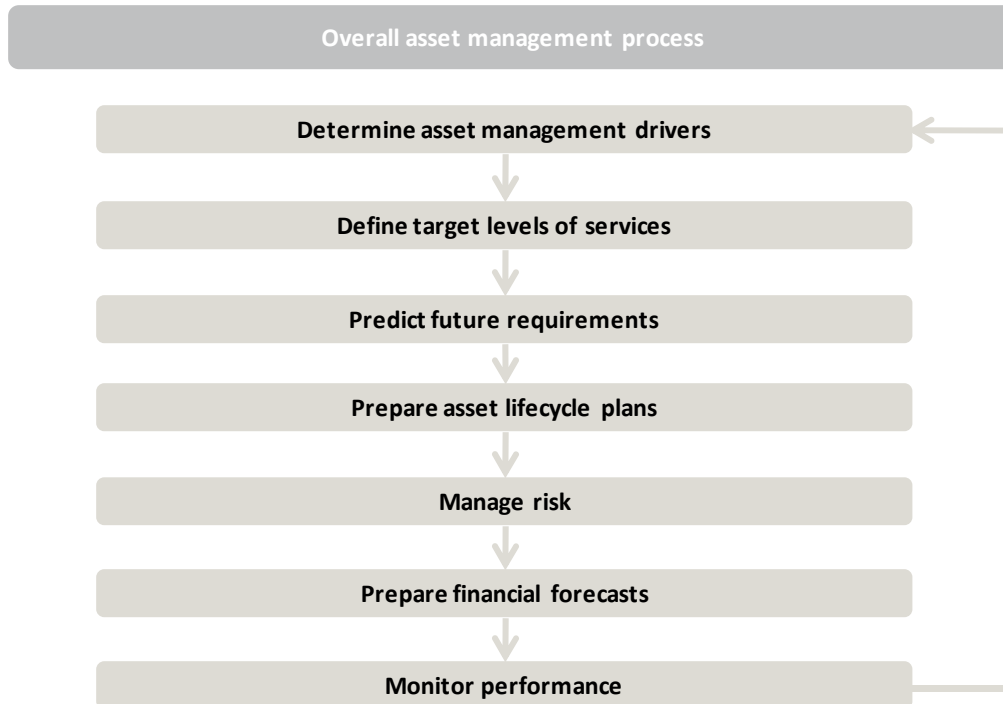 Overall asset management process
Determine asset management drivers
Define target levels of services
Predict future requirements
Prepare asset lifecycle plans
Manage risk
Prepare financial forecasts
Monitor performance